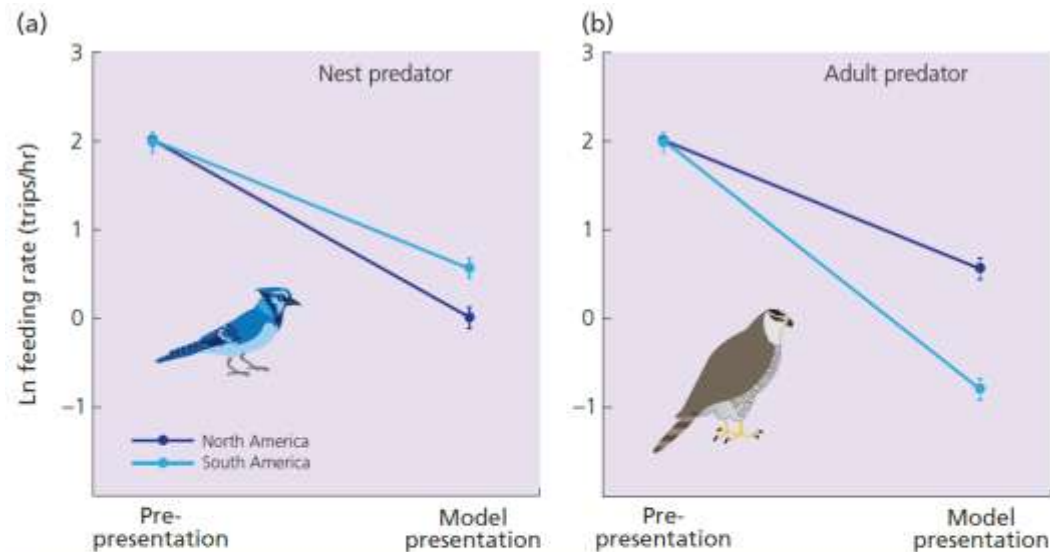 (a)
Nest predator
Ln feeding rate (trips/hr)
3
2
1
0
−1
North America
South America
Pre-
presentation
Model
presentation
(b)
Adult predator
3
2
1
0
−1
Pre-
presentation
Model
presentation